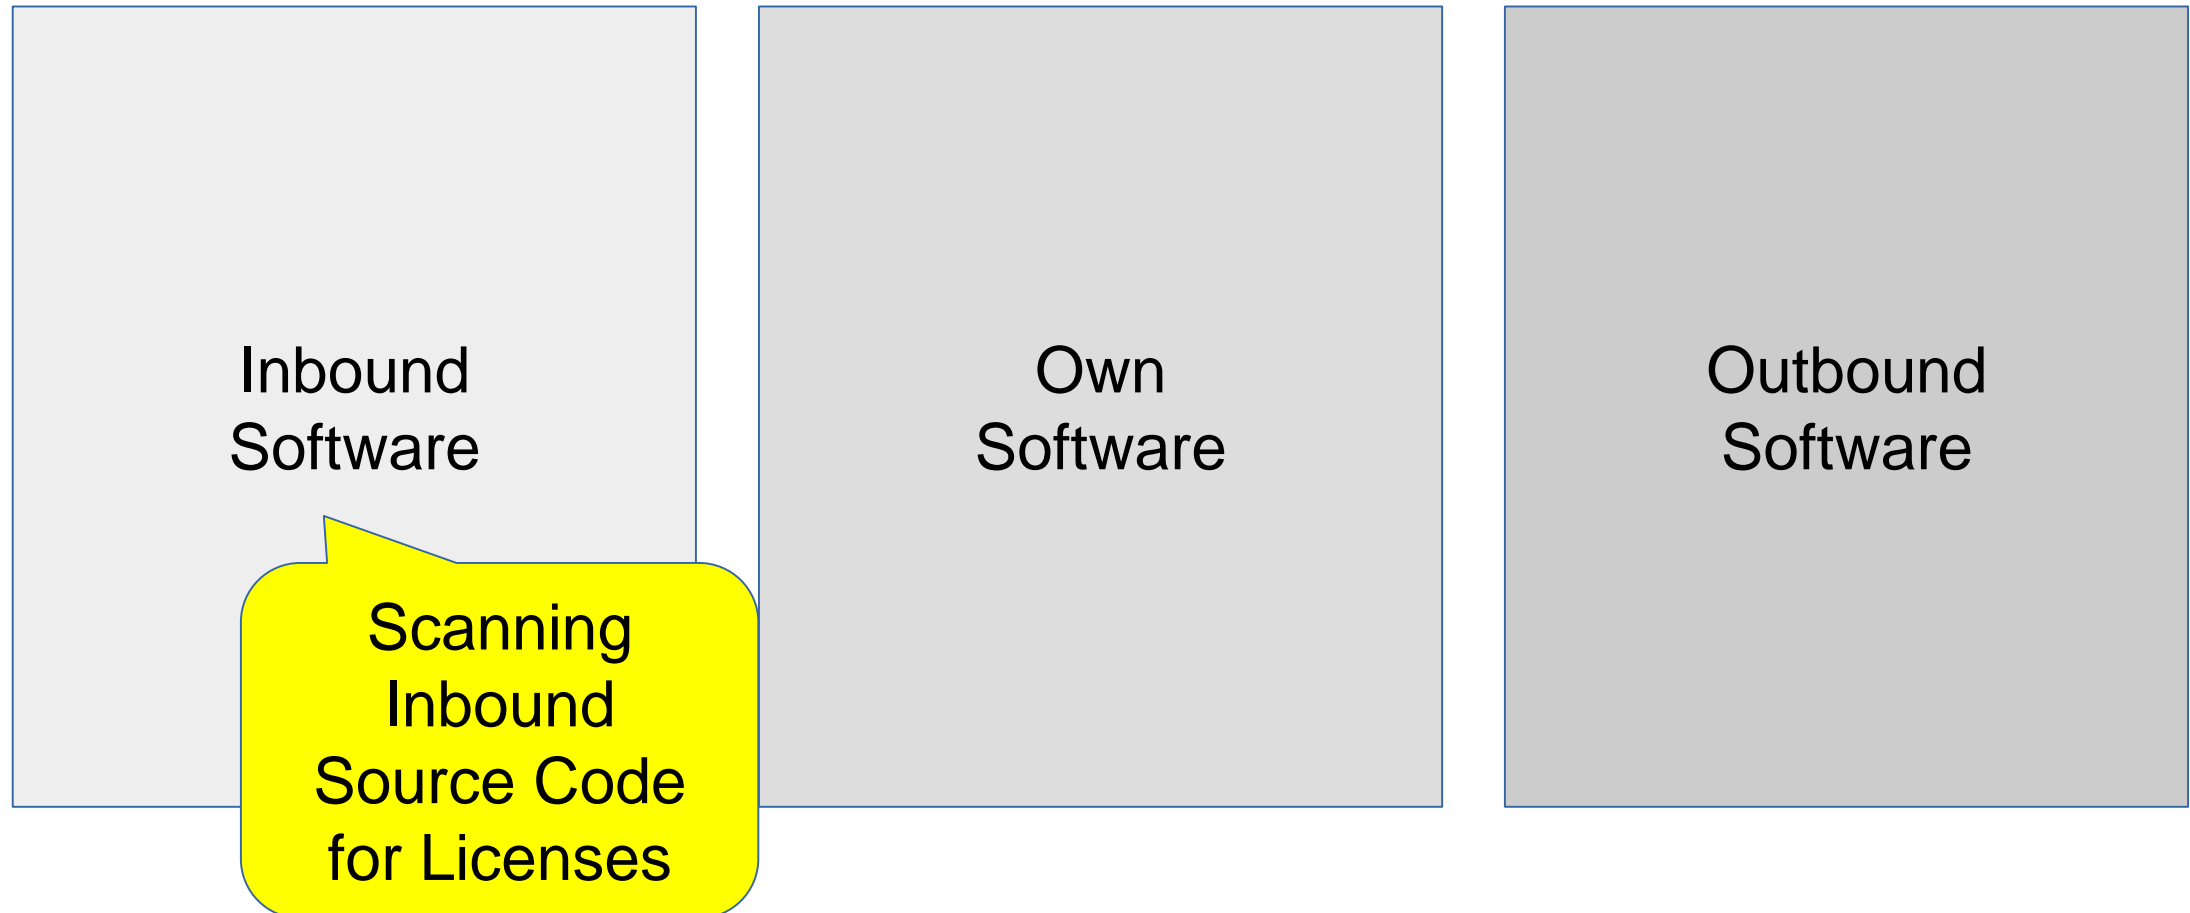 Inbound
Software
Own
Software
Outbound
Software
Scanning
Inbound
Source Code
for Licenses